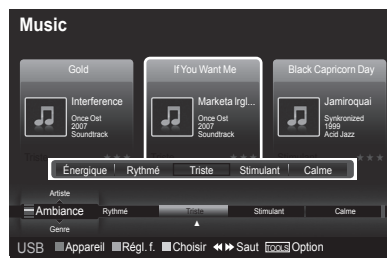 Music
Gold
If You Want Me
Black Capricorn Day
Interference
Once Ost
2007
Soundtrack
Marketa Irgl...
Once Ost
2007
Soundtrack
Jamiroquai
Synkronized
1999
Acid Jazz
Énergique Rythmé Triste Stimulant Calme
Artiste
Ambiance Rythmé Triste Stimulant Calme
Genre
USB Appareil Régl. f. Choisir Saut TOOLS Option